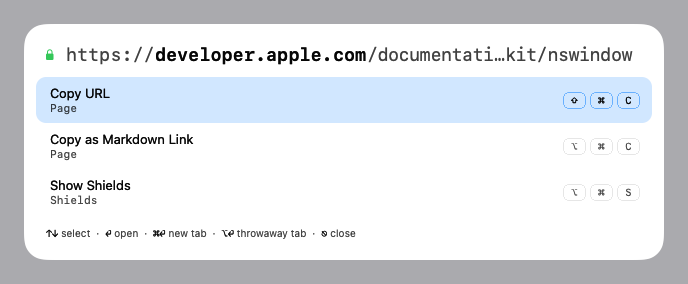 https://developer.apple.com/documentati…kit/nswindow
Copy URL
Page
⇧ ⌘ C
Copy as Markdown Link
Page
⌥ ⌘ C
Show Shields
Shields
⌥ ⌘ S
↑↓ select · ↵ open · ⌘↵ new tab · ⌥↵ throwaway tab · ⎋ close